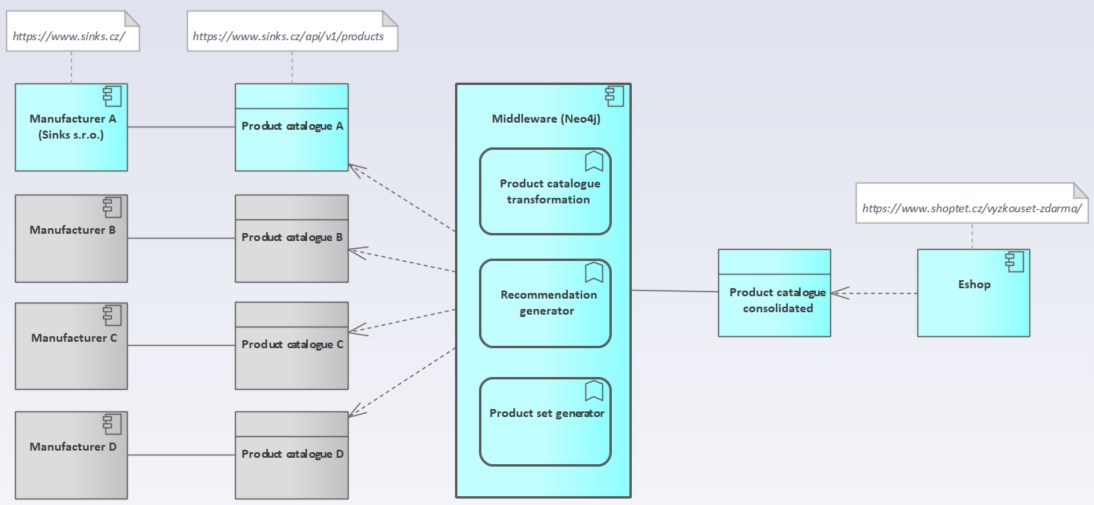 https://www.sinks.cz/
https://www.sinks.cz/api/v1/products
Manufacturer A
(Sinks s.r.o.)
Product catalogue A
Middleware (Neo4j)
Product catalogue
transformation
Manufacturer B
Product catalogue B
https://www.shoptet.cz/vyzkouset-zdarma/
Recommendation
generator
Product catalogue
consolidated
Eshop
Manufacturer C
Product catalogue C
Product set generator
Manufacturer D
Product catalogue D